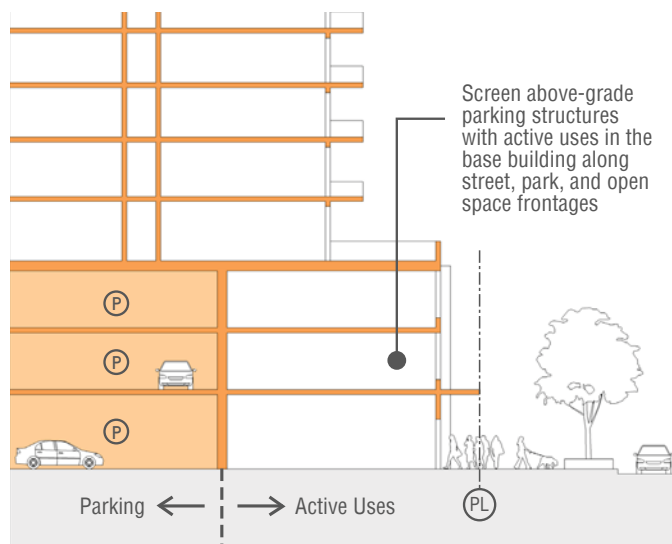 Screen above-grade
parking structures
with active uses in the
base building along
street, park, and open
space frontages
P
P
P
Parking
Active Uses
PL